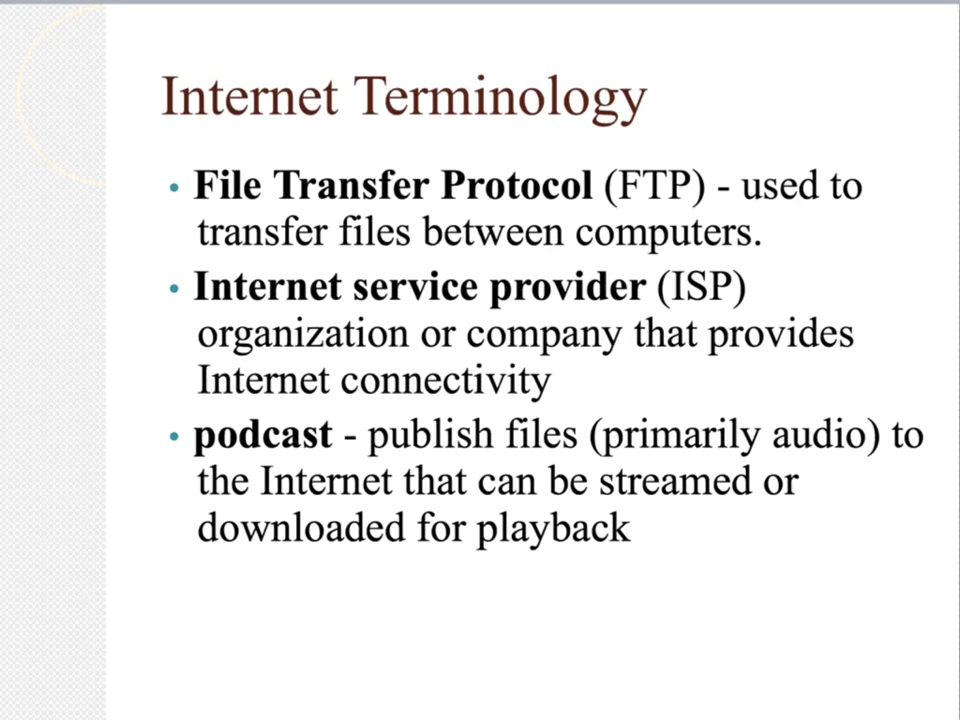 Internet Terminology
• File Transfer Protocol (FTP) - used to
transfer files between computers.
• Internet service provider (ISP)
organization or company that provides
Internet connectivity
• podcast - publish files (primarily audio) to
the Internet that can be streamed or
downloaded for playback